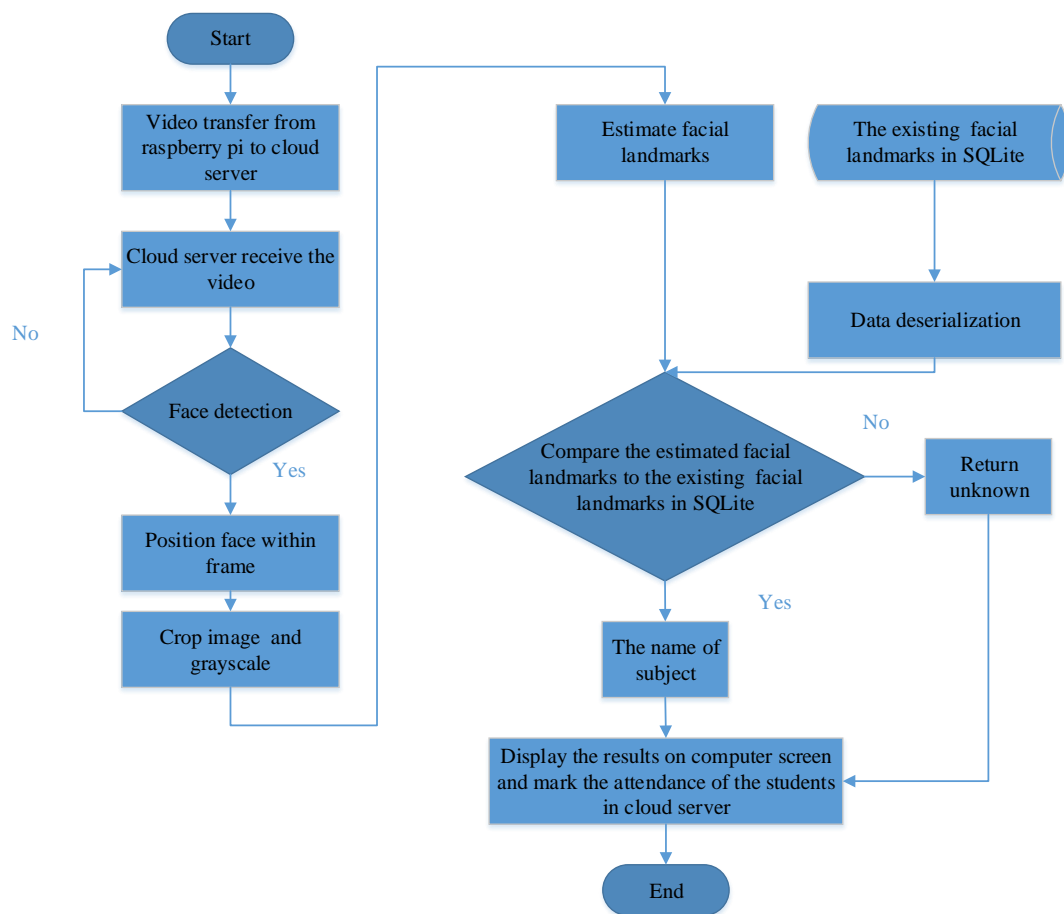 Start
Video transfer from
raspberry pi to cloud
server
Cloud server receive the
video
No
Face detection
Yes
Position face within
frame
Crop image and
grayscale
Estimate facial
landmarks
The existing facial
landmarks in SQLite
Data deserialization
Compare the estimated facial
landmarks to the existing facial
landmarks in SQLite
No
Return
unknown
Yes
The name of
subject
Display the results on computer screen
and mark the attendance of the students
in cloud server
End